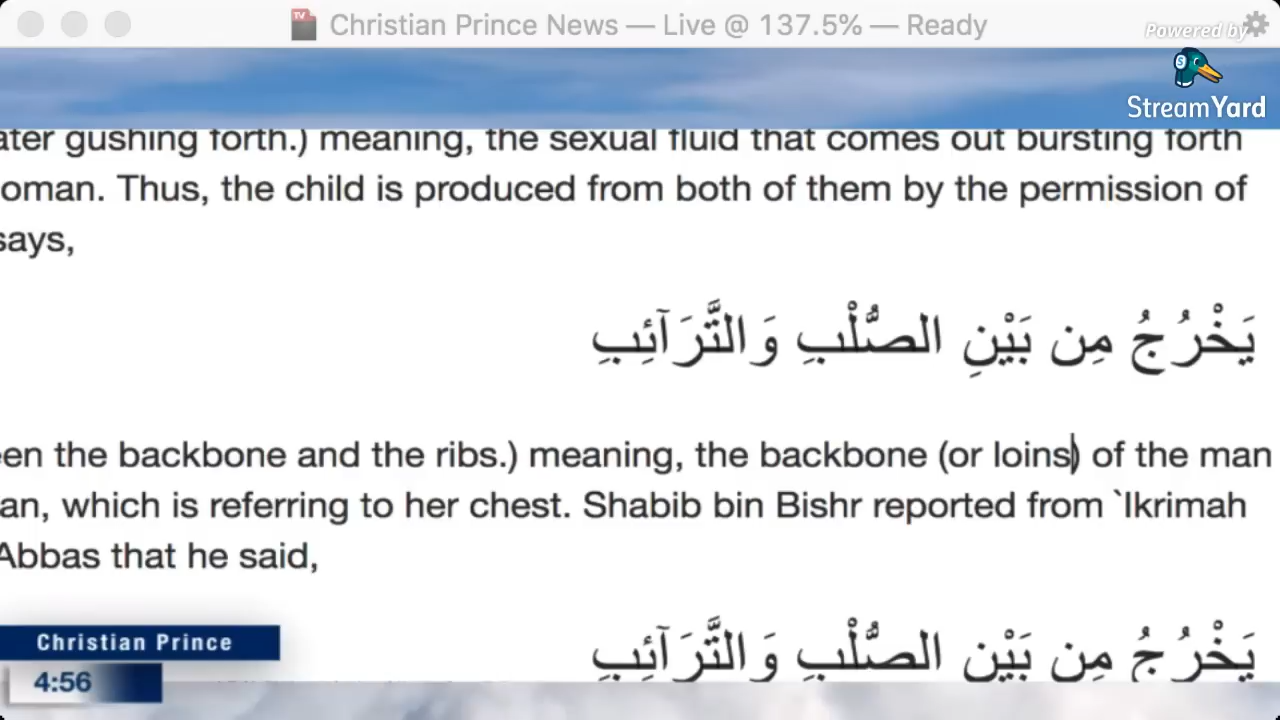 Christian Prince News — Live @ 137.5% — Ready
Powered by
StreamYard
ater gushing forth.) meaning, the sexual fluid that comes out bursting forth
oman. Thus, the child is produced from both of them by the permission of
says,
يَخْرُجُ مِن بَيْنِ الصُّلْبِ وَالتَّرَآئِبِ
een the backbone and the ribs.) meaning, the backbone (or loins) of the man
an, which is referring to her chest. Shabib bin Bishr reported from `Ikrimah
Abbas that he said,
يَخْرُجُ مِن بَيْنِ الصُّلْبِ وَالتَّرَآئِبِ
Christian Prince
4:56